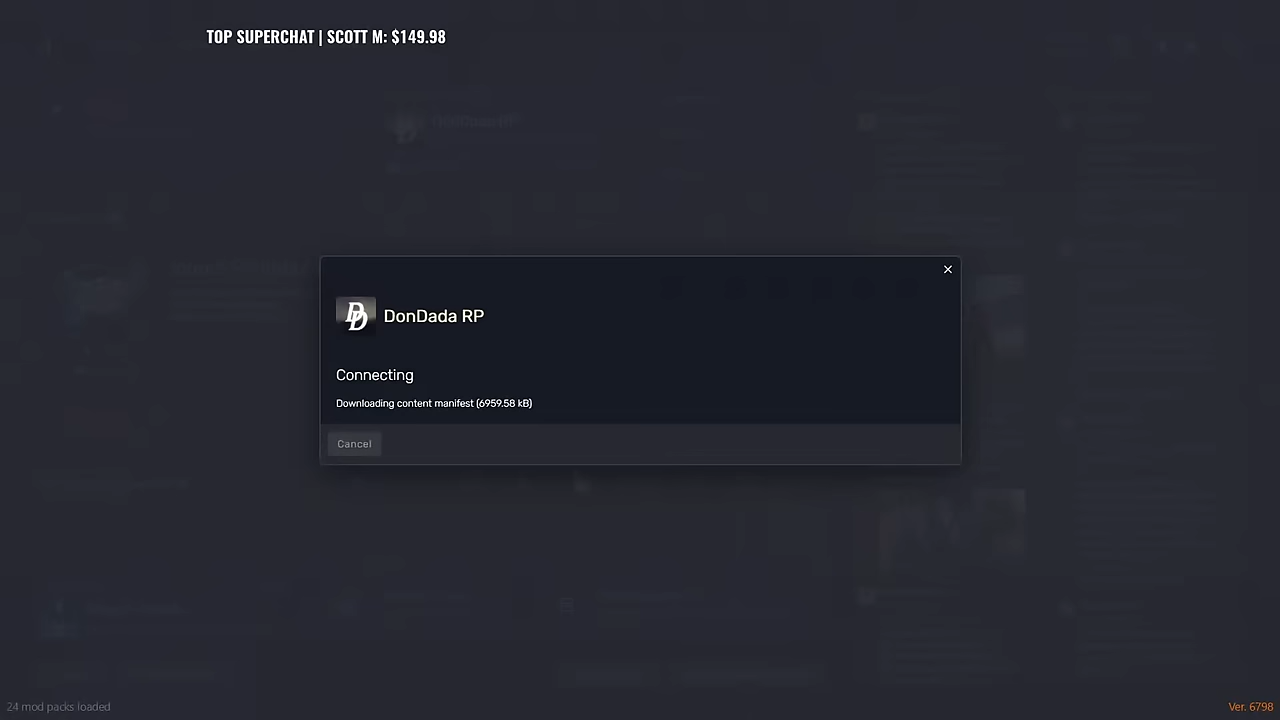 TOP SUPERCHAT | SCOTT M: $149.98
DD
DonDada RP
Connecting
Downloading content manifest (6959.58 kB)
Cancel
24 mod packs loaded
Ver. 6798